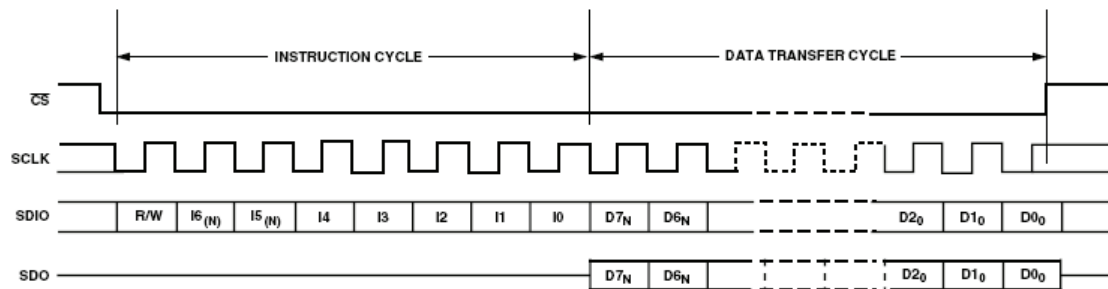 INSTRUCTION CYCLE DATA TRANSFER CYCLE
CS
SCLK
SDIO R/W I6(N) I5(N) I4 I3 I2 I1 I0 D7N D6N D20 D10 D00
SDO D7N D6N D20 D10 D00